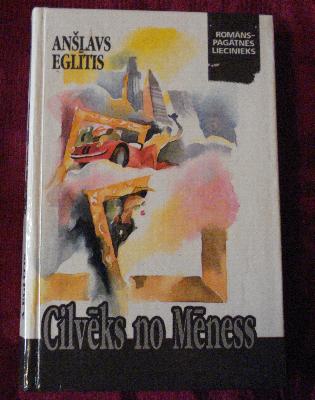 ANŠLAVS
EGLĪTIS
ROMĀNS-
PAGĀTNES
LIECINIEKS
Cilvēks no Mēness